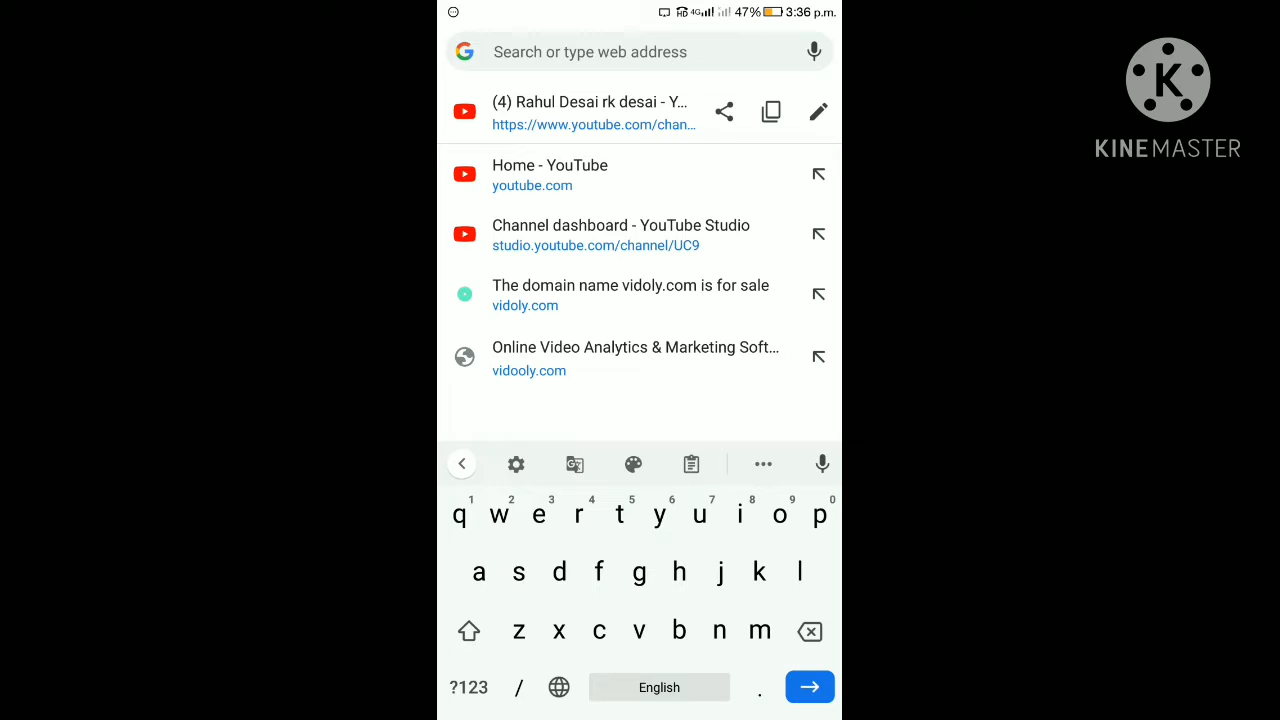 HD 4G 47% 3:36 p.m.
Search or type web address
(4) Rahul Desai rk desai - Y...
https://www.youtube.com/chan...
Home - YouTube
youtube.com
Channel dashboard - YouTube Studio
studio.youtube.com/channel/UC9
The domain name vidoly.com is for sale
vidoly.com
Online Video Analytics & Marketing Soft...
vidooly.com
1 2 3 4 5 6 7 8 9 0
q w e r t y u i o p
a s d f g h j k l
z x c v b n m
?123 / English .
K
KINEMASTER